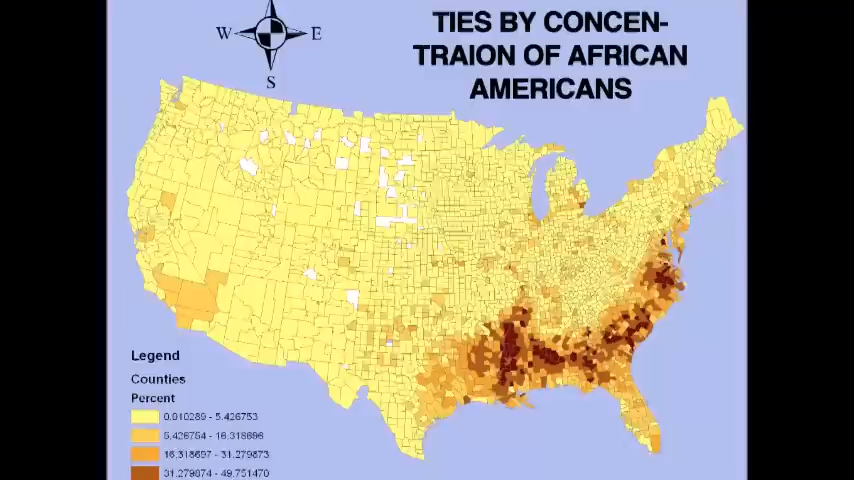 TIES BY CONCEN-
TRAION OF AFRICAN
AMERICANS
W E
S
Legend
Counties
Percent
0.010289 - 5.426753
5.426754 - 16.318696
16.318697 - 31.279873
31.279874 - 49.751470